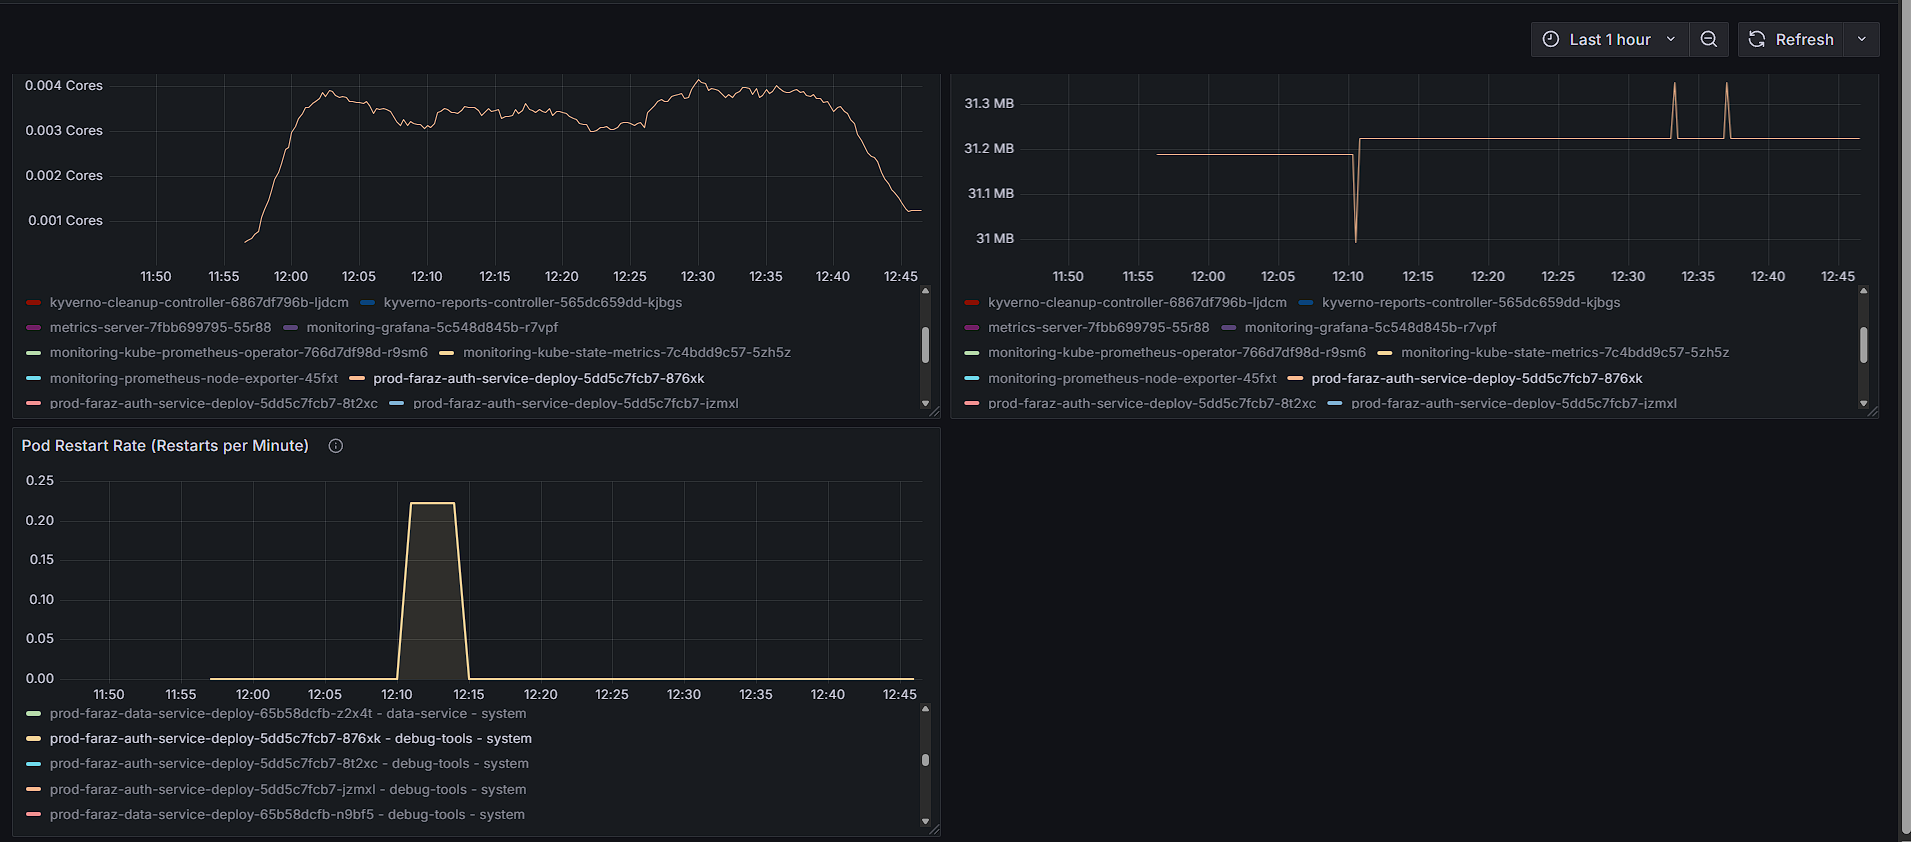 Last 1 hour
Refresh
0.004 Cores
0.003 Cores
0.002 Cores
0.001 Cores
11:50 11:55 12:00 12:05 12:10 12:15 12:20 12:25 12:30 12:35 12:40 12:45
kyverno-cleanup-controller-6867df796b-ljdcm kyverno-reports-controller-565dc659dd-kjbgs
metrics-server-7fbb699795-55r88 monitoring-grafana-5c548d845b-r7vpf
monitoring-kube-prometheus-operator-766d7df98d-r9sm6 monitoring-kube-state-metrics-7c4bdd9c57-5zh5z
monitoring-prometheus-node-exporter-45fxt prod-faraz-auth-service-deploy-5dd5c7fcb7-876xk
prod-faraz-auth-service-deploy-5dd5c7fcb7-8t2xc prod-faraz-auth-service-deploy-5dd5c7fcb7-jzmxl
31.3 MB
31.2 MB
31.1 MB
31 MB
11:50 11:55 12:00 12:05 12:10 12:15 12:20 12:25 12:30 12:35 12:40 12:45
kyverno-cleanup-controller-6867df796b-ljdcm kyverno-reports-controller-565dc659dd-kjbgs
metrics-server-7fbb699795-55r88 monitoring-grafana-5c548d845b-r7vpf
monitoring-kube-prometheus-operator-766d7df98d-r9sm6 monitoring-kube-state-metrics-7c4bdd9c57-5zh5z
monitoring-prometheus-node-exporter-45fxt prod-faraz-auth-service-deploy-5dd5c7fcb7-876xk
prod-faraz-auth-service-deploy-5dd5c7fcb7-8t2xc prod-faraz-auth-service-deploy-5dd5c7fcb7-jzmxl
Pod Restart Rate (Restarts per Minute)
0.25
0.20
0.15
0.10
0.05
0.00
11:50 11:55 12:00 12:05 12:10 12:15 12:20 12:25 12:30 12:35 12:40 12:45
prod-faraz-data-service-deploy-65b58dcfb-z2x4t - data-service - system
prod-faraz-auth-service-deploy-5dd5c7fcb7-876xk - debug-tools - system
prod-faraz-auth-service-deploy-5dd5c7fcb7-8t2xc - debug-tools - system
prod-faraz-auth-service-deploy-5dd5c7fcb7-jzmxl - debug-tools - system
prod-faraz-data-service-deploy-65b58dcfb-n9bf5 - debug-tools - system